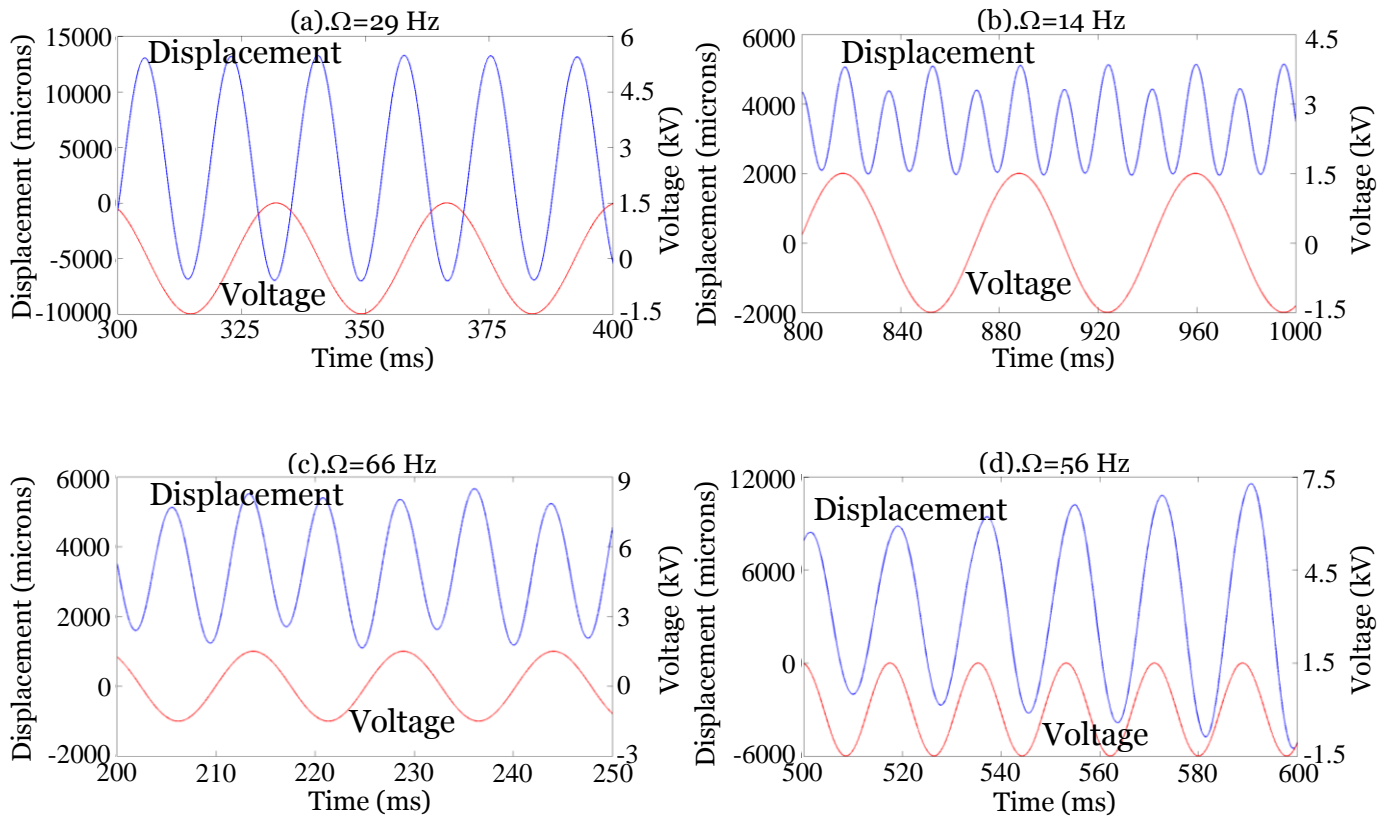 (a).Ω=29 Hz
Displacement (microns)
15000
10000
5000
0
-5000
-10000
Displacement
Voltage
6
4.5
3
1.5
0
-1.5
Voltage (kV)
300
325
350
375
400
Time (ms)
(b).Ω=14 Hz
Displacement (microns)
6000
4000
2000
0
-2000
Displacement
Voltage
4.5
3
1.5
0
-1.5
Voltage (kV)
800
840
880
924
960
1000
Time (ms)
(c).Ω=66 Hz
Displacement (microns)
6000
4000
2000
0
-2000
Displacement
Voltage
9
6
3
0
-3
Voltage (kV)
200
210
220
230
240
250
Time (ms)
(d).Ω=56 Hz
Displacement (microns)
12000
6000
0
-6000
Displacement
Voltage
7.5
4.5
1.5
-1.5
Voltage (kV)
500
520
540
560
580
600
Time (ms)